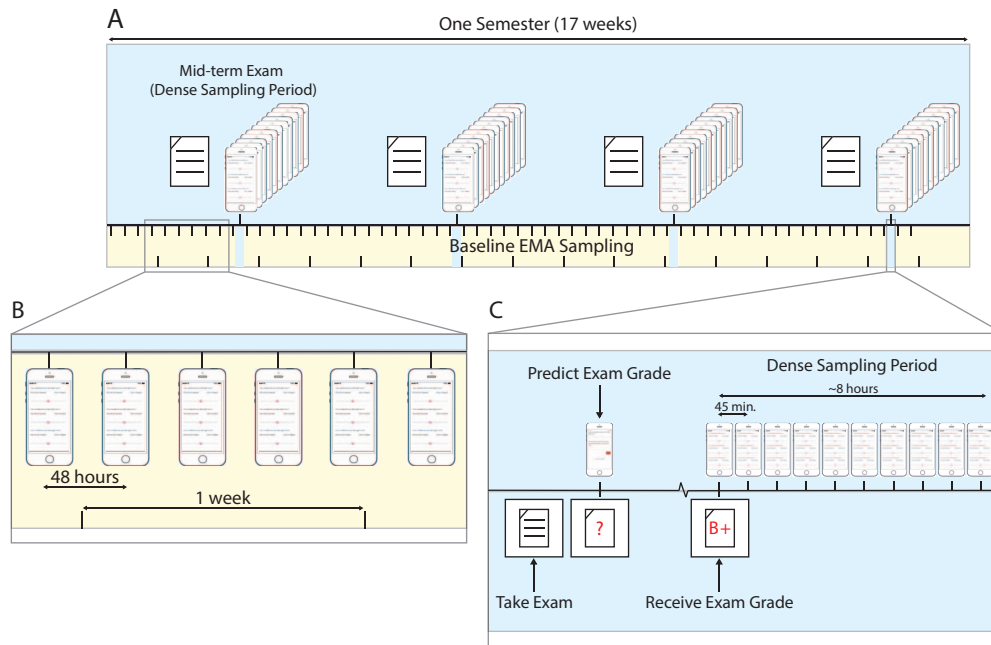 A
One Semester (17 weeks)
Mid-term Exam
(Dense Sampling Period)
Baseline EMA Sampling
B
48 hours
1 week
C
Predict Exam Grade
Dense Sampling Period
~8 hours
45 min.
?
B+
Take Exam
Receive Exam Grade